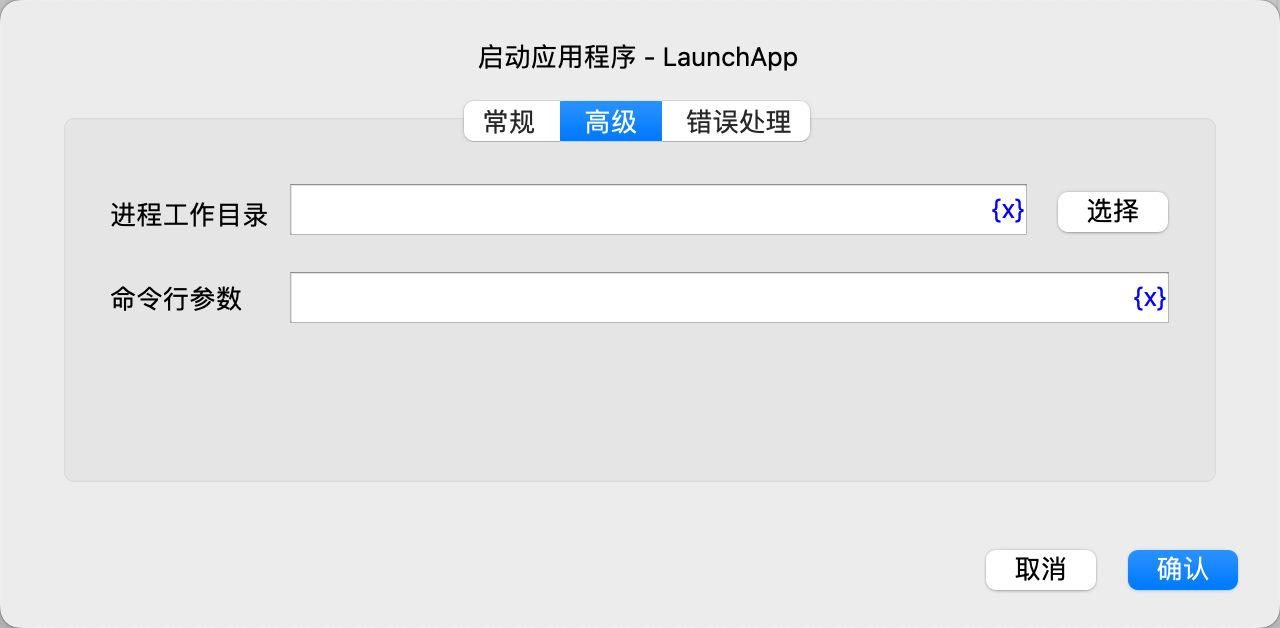 启动应用程序 - LaunchApp
常规 高级 错误处理
进程工作目录 {x} 选择
命令行参数 {x}
取消 确认